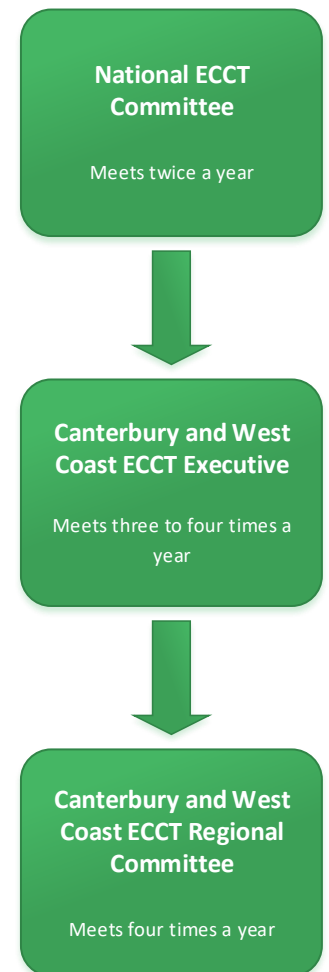 National ECCT
Committee
Meets twice a year
Canterbury and West
Coast ECCT Executive
Meets three to four times a
year
Canterbury and West
Coast ECCT Regional
Committee
Meets four times a year